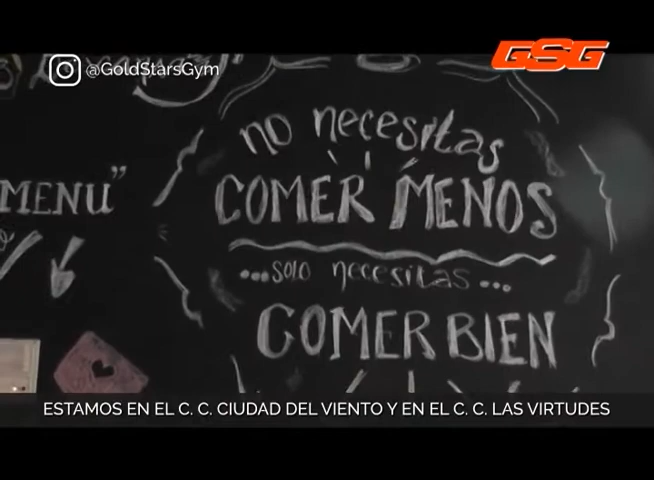 @GoldStarsGym
GSG
no necesitas
COMER MENOS
MENU”
...solo necesitas...
COMER BIEN
ESTAMOS EN EL C. C. CIUDAD DEL VIENTO Y EN EL C. C. LAS VIRTUDES